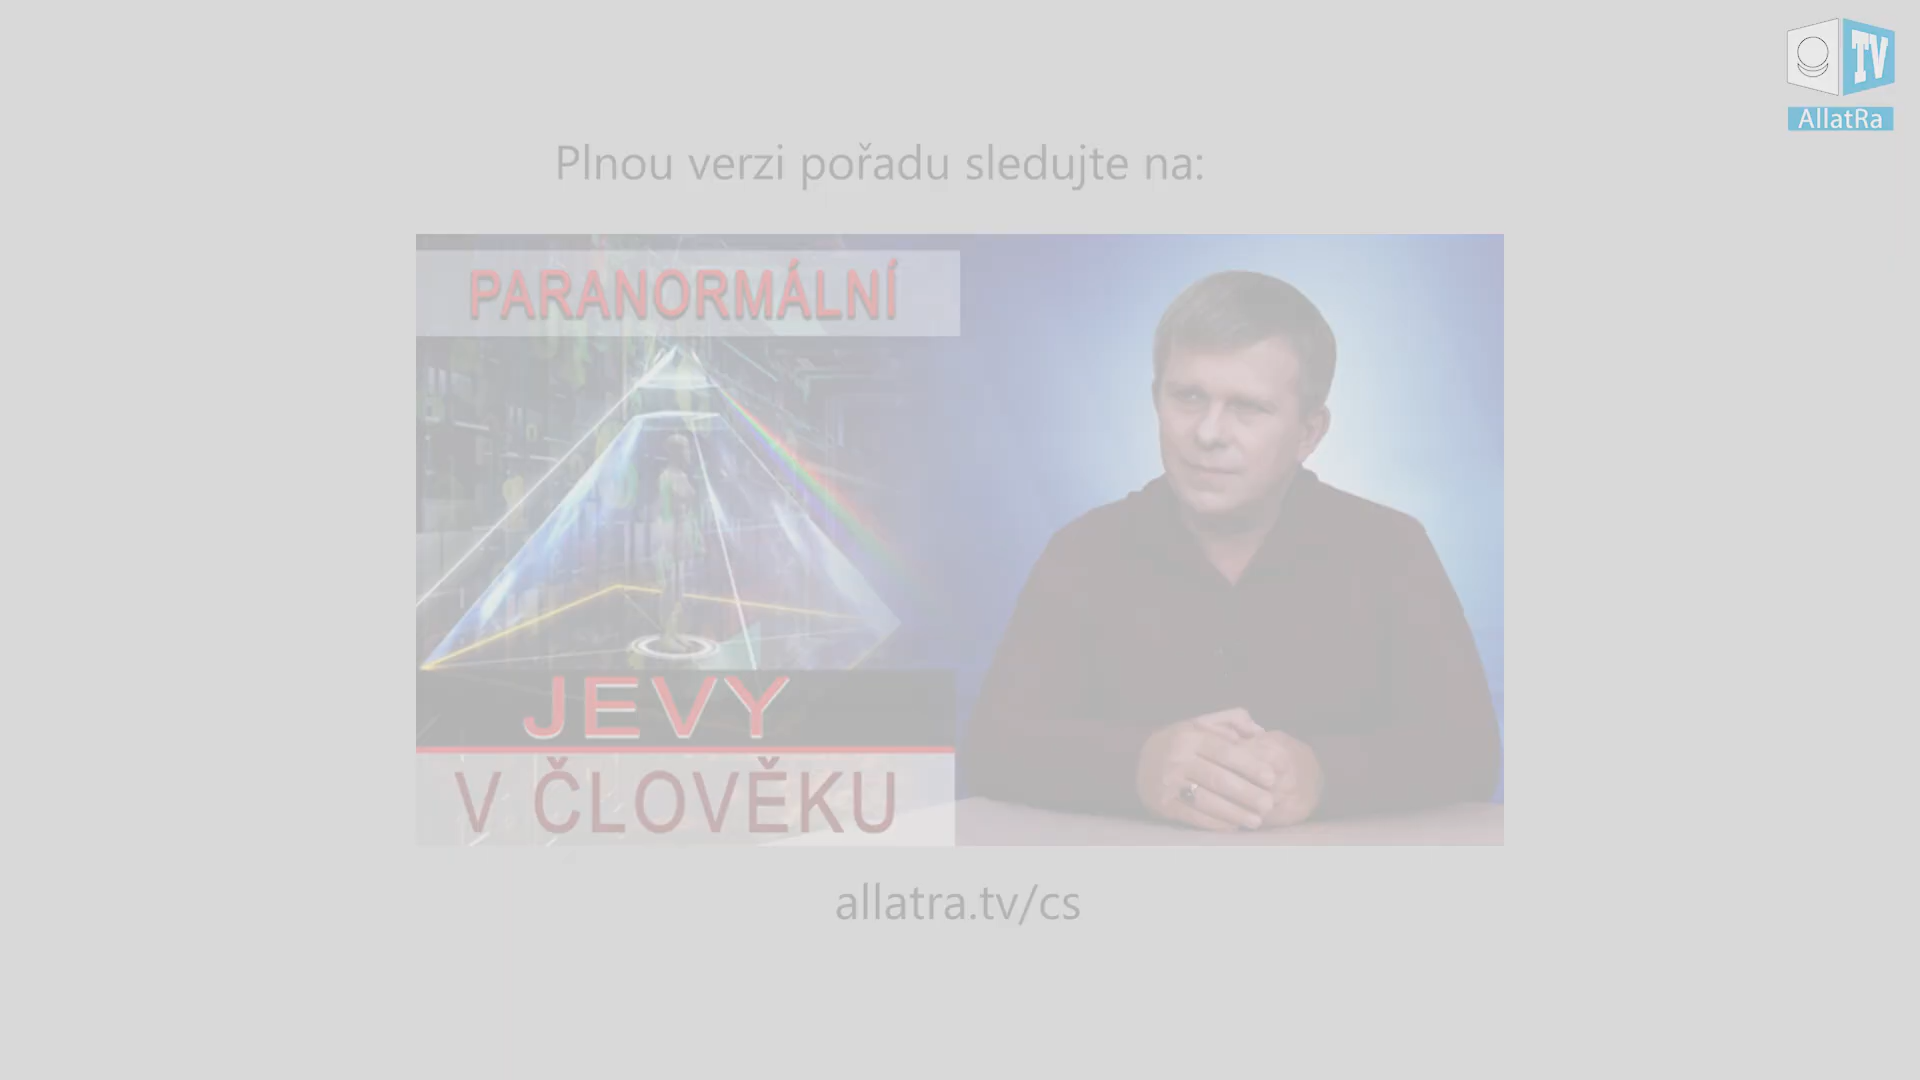 TV
AllatRa
Plnou verzi pořadu sledujte na:
PARANORMÁLNÍ
JEVY
V ČLOVĚKU
allatra.tv/cs